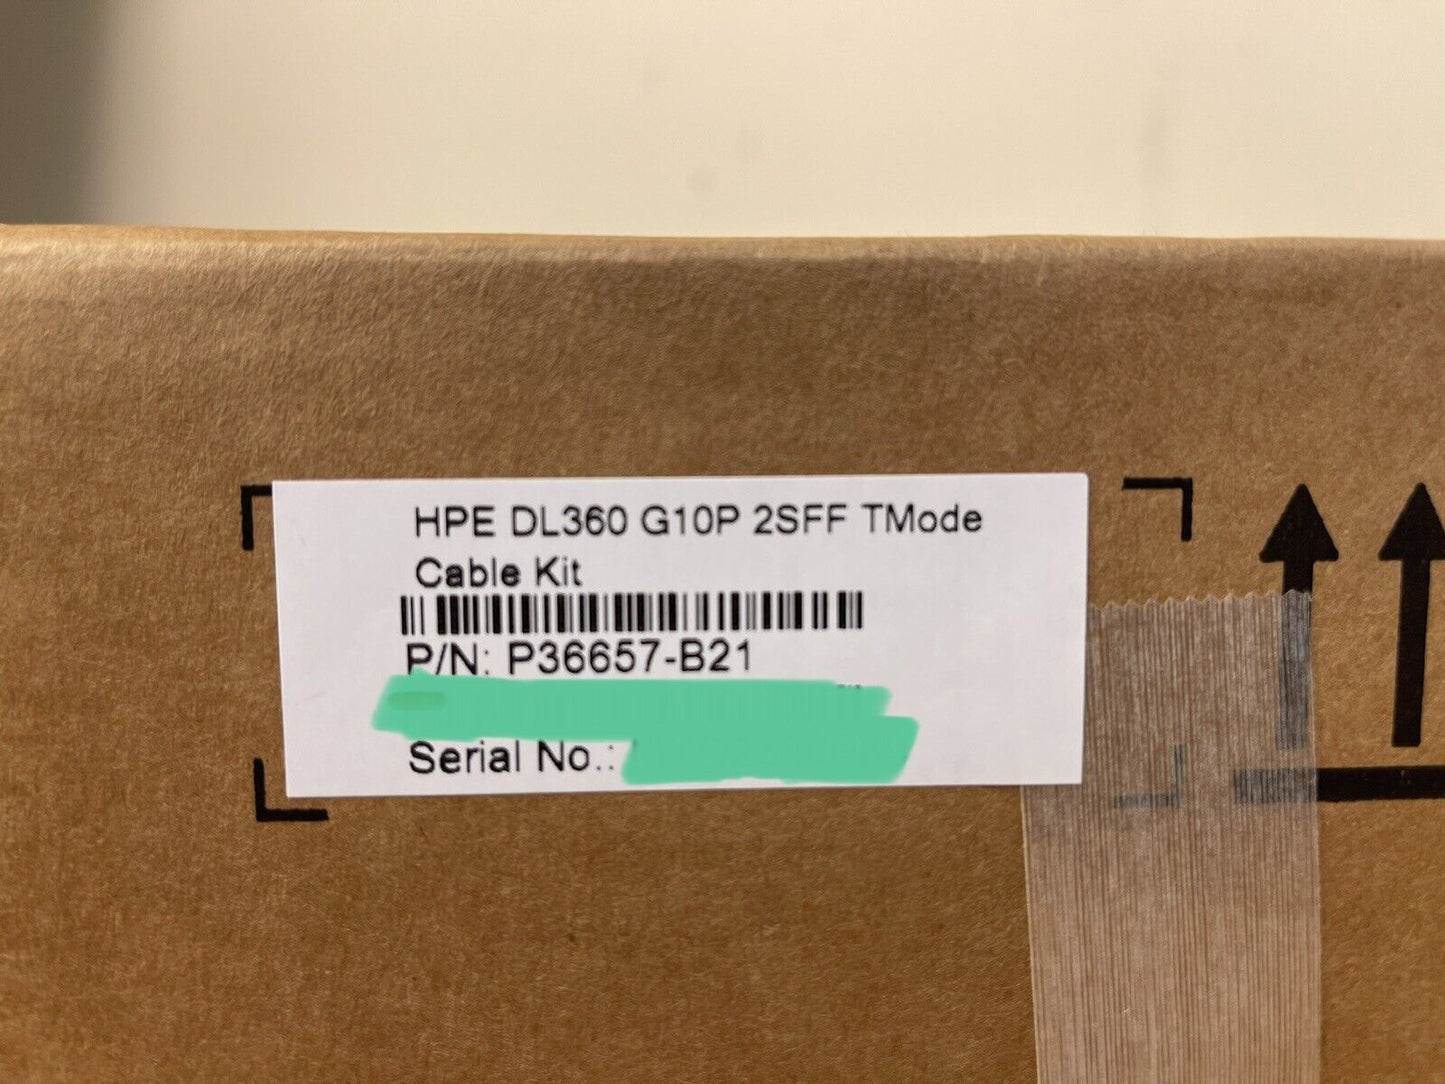 HPE DL360 G10P 2SFF TMode
Cable Kit
P/N: P36657-B21
Serial No.: